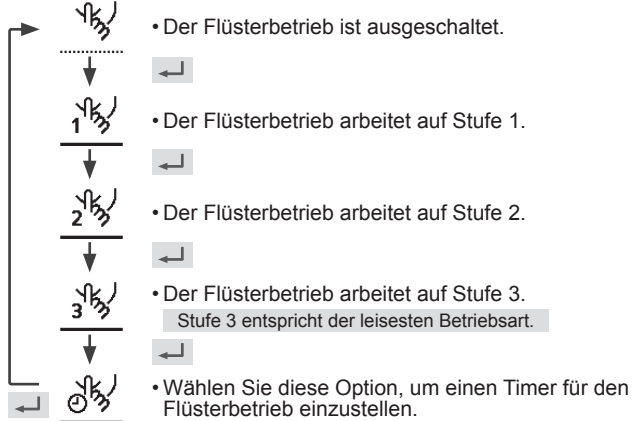 • Der Flüsterbetrieb ist ausgeschaltet.
1
• Der Flüsterbetrieb arbeitet auf Stufe 1.
2
• Der Flüsterbetrieb arbeitet auf Stufe 2.
3
• Der Flüsterbetrieb arbeitet auf Stufe 3.
Stufe 3 entspricht der leisesten Betriebsart.
• Wählen Sie diese Option, um einen Timer für den
Flüsterbetrieb einzustellen.